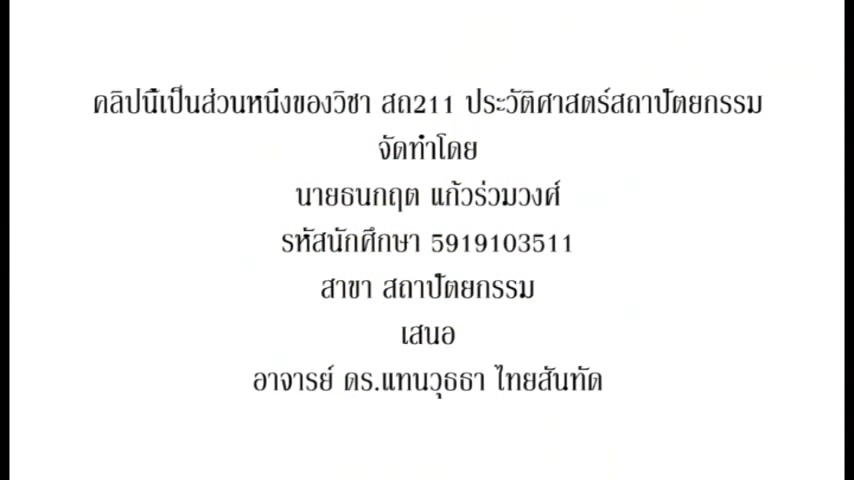 คลิปนี้เป็นส่วนหนึ่งของวิชา สถ211 ประวัติศาสตร์สถาปัตยกรรม
จัดทำโดย
นายธนกฤต แก้วร่วมวงศ์
รหัสนักศึกษา 5919103511
สาขา สถาปัตยกรรม
เสนอ
อาจารย์ ดร.แทนวุธธา ไทยสันทัด